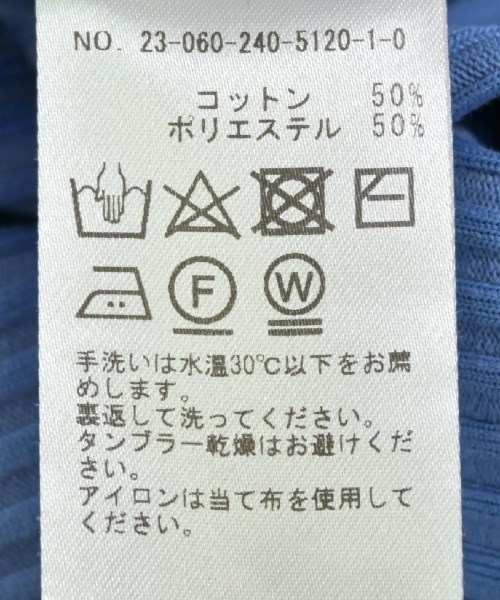 NO. 23-060-240-5120-1-0
コットン 50%
ポリエステル 50%
F
W
手洗いは水温30℃以下をお薦
めします。
裏返して洗ってください。
タンブラー乾燥はお避けくだ
さい。
アイロンは当て布を使用して
ください。